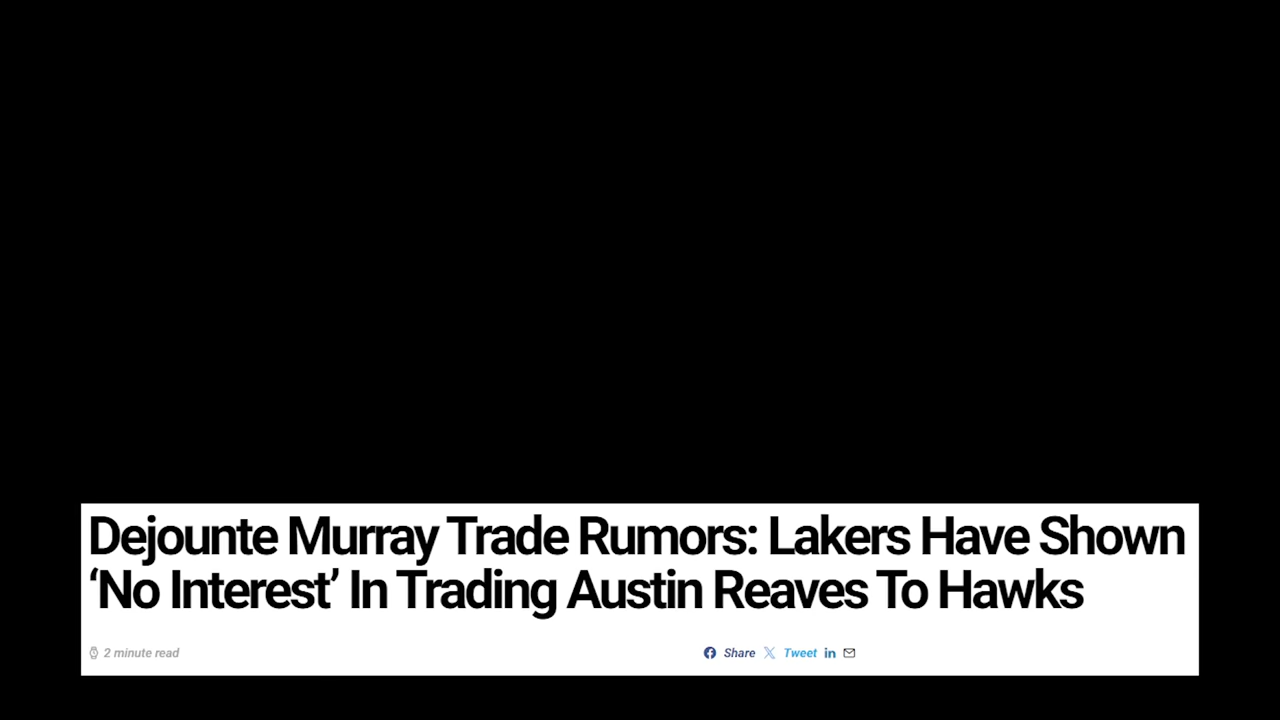 Dejounte Murray Trade Rumors: Lakers Have Shown
‘No Interest’ In Trading Austin Reaves To Hawks
2 minute read
Share Tweet in